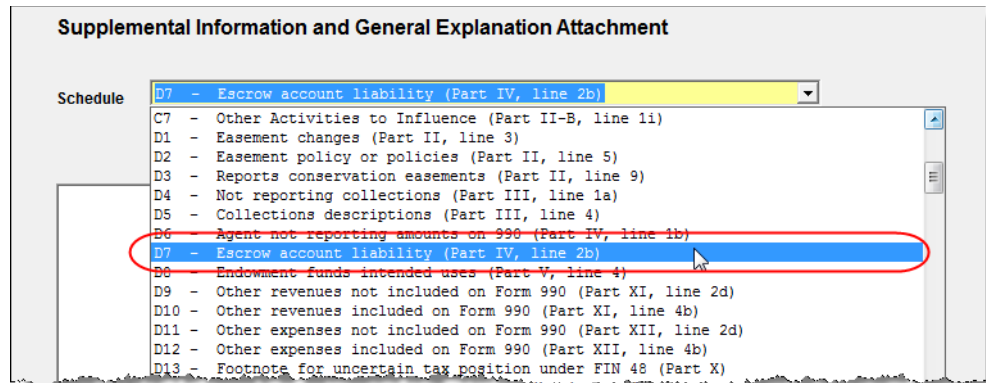 Supplemental Information and General Explanation Attachment
Schedule D7 - Escrow account liability (Part IV, line 2b)
C7 - Other Activities to Influence (Part II-B, line 1i)
D1 - Easement changes (Part II, line 3)
D2 - Easement policy or policies (Part II, line 5)
D3 - Reports conservation easements (Part II, line 9)
D4 - Not reporting collections (Part III, line 1a)
D5 - Collections descriptions (Part III, line 4)
D6 - Agent not reporting amounts on 990 (Part IV, line 1b)
D7 - Escrow account liability (Part IV, line 2b)
D8 - Endowment funds intended uses (Part V, line 4)
D9 - Other revenues not included on Form 990 (Part XI, line 2d)
D10 - Other revenues included on Form 990 (Part XI, line 4b)
D11 - Other expenses not included on Form 990 (Part XII, line 2d)
D12 - Other expenses included on Form 990 (Part XII, line 4b)
D13 - Footnote for uncertain tax position under FIN 48 (Part X)